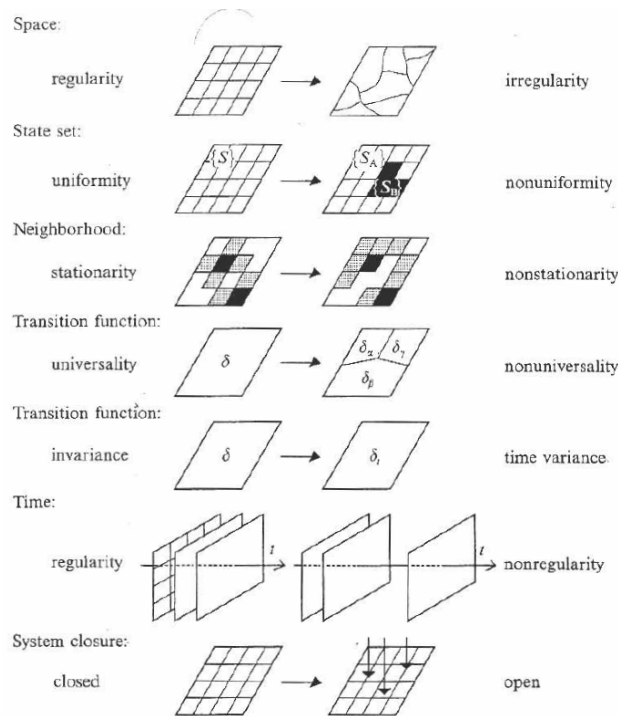 Space:
regularity
irregularity
State set:
{S}
{S_A}
uniformity
{S_B}
nonuniformity
Neighborhood:
stationarity
nonstationarity
Transition function:
δ_α δ_γ
universality
δ
nonuniversality
δ_β
Transition function:
invariance
δ
δ_t
time variance
Time:
t
t
regularity
nonregularity
System closure:
closed
open